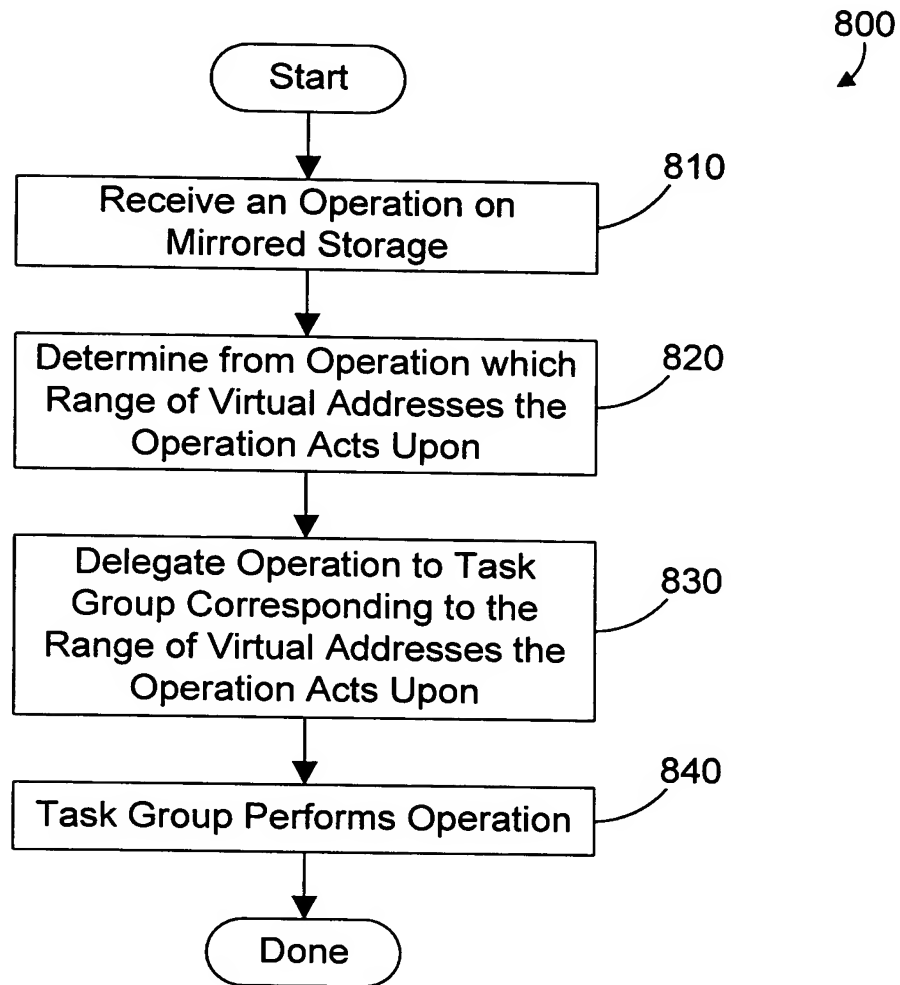 800
Start
810
Receive an Operation on
Mirrored Storage
820
Determine from Operation which
Range of Virtual Addresses the
Operation Acts Upon
830
Delegate Operation to Task
Group Corresponding to the
Range of Virtual Addresses the
Operation Acts Upon
840
Task Group Performs Operation
Done